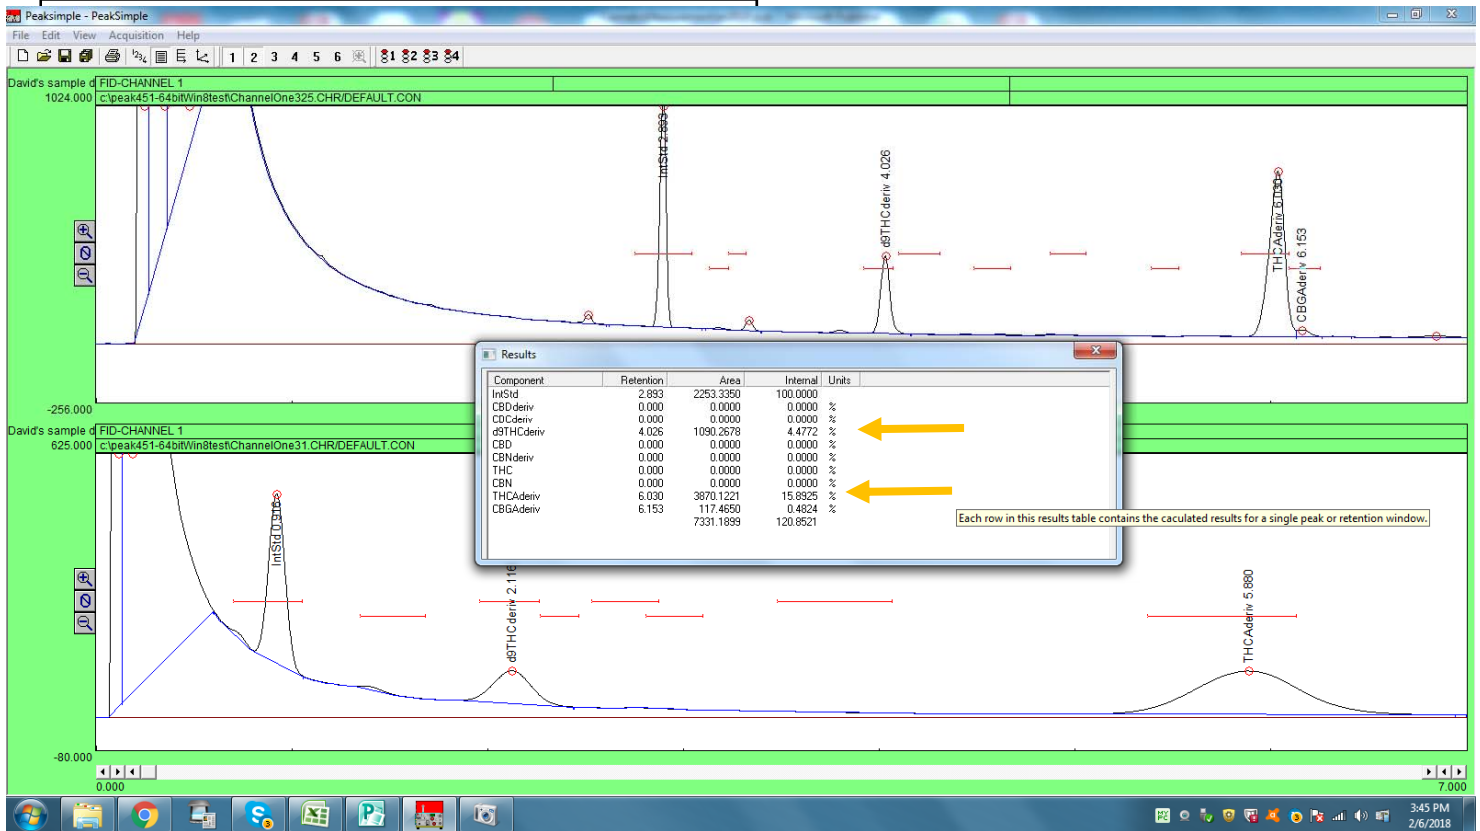 Peaksimple - PeakSimple
File Edit View Acquisition Help
1 2 3 4 5 6 1 2 3 4
David's sample d FID-CHANNEL 1
1024.000 c:\peak451-64bitWin8test\ChannelOne325.CHR/DEFAULT.CON
IntStd 2.893
d9THCderiv 4.026
THCAderiv 6.030
CBGAderiv 6.153
-256.000
Results
Component Retention Area Internal Units
IntStd 2.893 2253.3350 100.0000
CBDderiv 0.000 0.0000 0.0000 %
CDCderiv 0.000 0.0000 0.0000 %
d9THCderiv 4.026 1090.2678 4.4772 %
CBD 0.000 0.0000 0.0000 %
CBNderiv 0.000 0.0000 0.0000 %
THC 0.000 0.0000 0.0000 %
CBN 0.000 0.0000 0.0000 %
THCAderiv 6.030 3870.1221 15.8925 %
CBGAderiv 6.153 117.4650 0.4824 %
7331.1899 120.8521
Each row in this results table contains the caculated results for a single peak or retention window.
David's sample d FID-CHANNEL 1
625.000 c:\peak451-64bitWin8test\ChannelOne31.CHR/DEFAULT.CON
IntStd 0.916
d9THCderiv 2.116
THCAderiv 5.880
-80.000
0.000 7.000
3:45 PM
2/6/2018